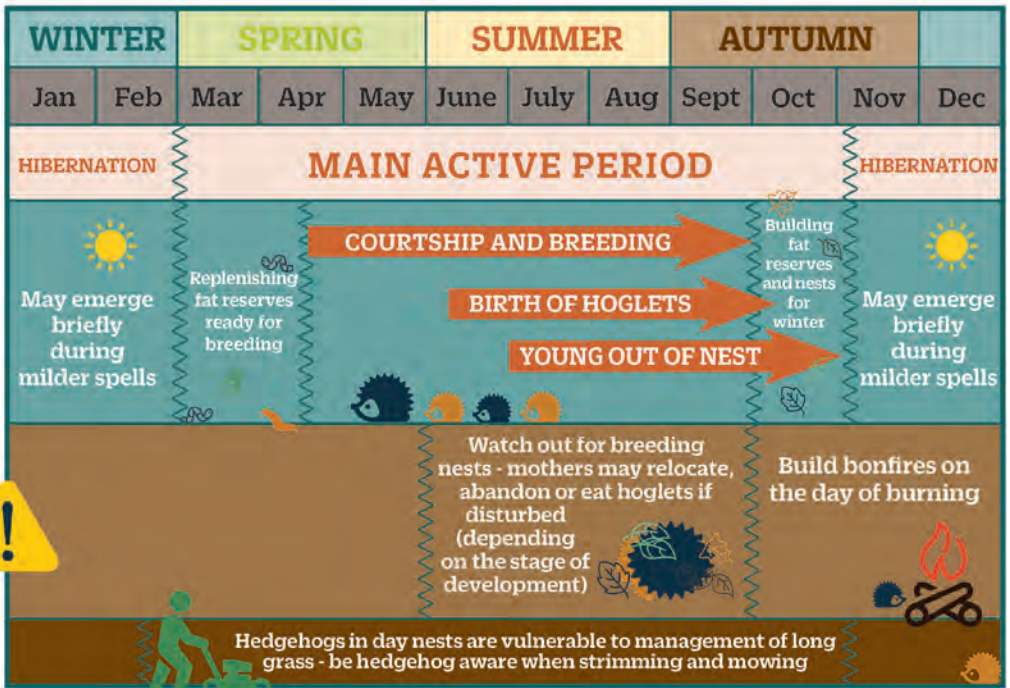 WINTER SPRING SUMMER AUTUMN
Jan Feb Mar Apr May June July Aug Sept Oct Nov Dec
HIBERNATION MAIN ACTIVE PERIOD HIBERNATION
May emerge
briefly
during
milder spells
Replenishing
fat reserves
ready for
breeding
COURTSHIP AND BREEDING
BIRTH OF HOGLETS
YOUNG OUT OF NEST
Building
fat
reserves
and nests
for
winter
May emerge
briefly
during
milder spells
!
Watch out for breeding
nests - mothers may relocate,
abandon or eat hoglets if
disturbed
(depending
on the stage of
development)
Build bonfires on
the day of burning
Hedgehogs in day nests are vulnerable to management of long
grass - be hedgehog aware when strimming and mowing